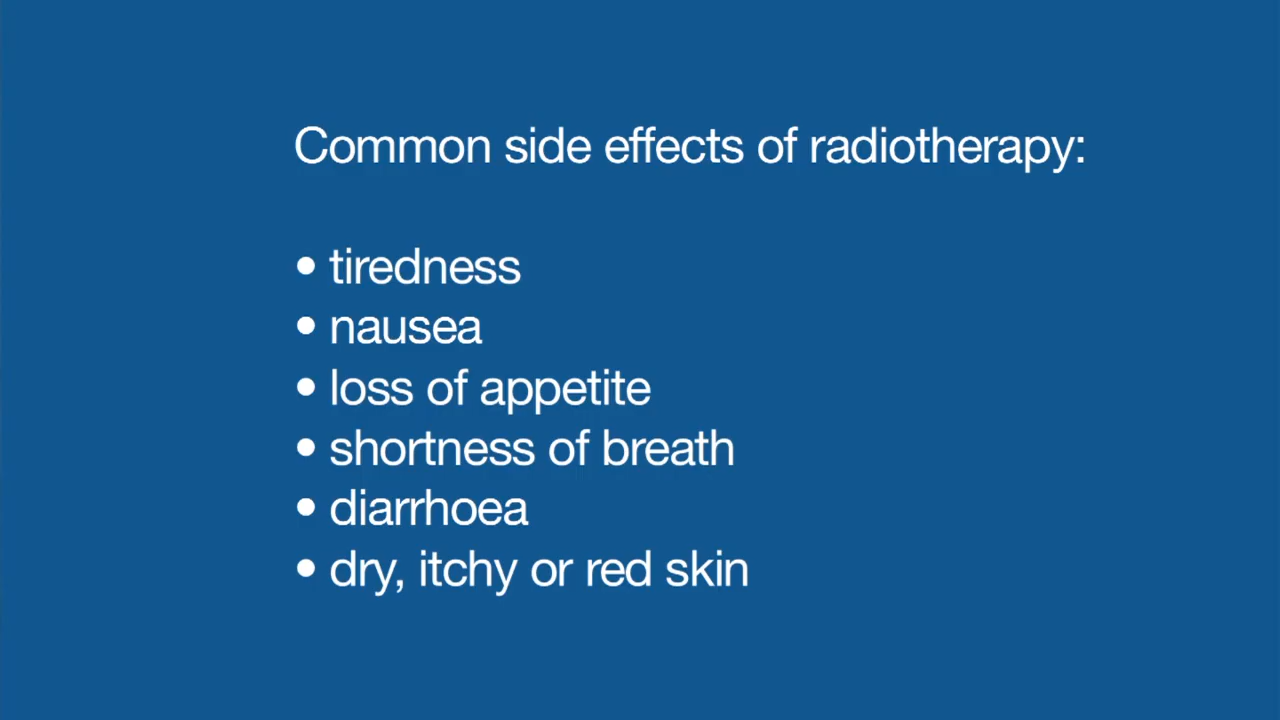 Common side effects of radiotherapy:
• tiredness
• nausea
• loss of appetite
• shortness of breath
• diarrhoea
• dry, itchy or red skin